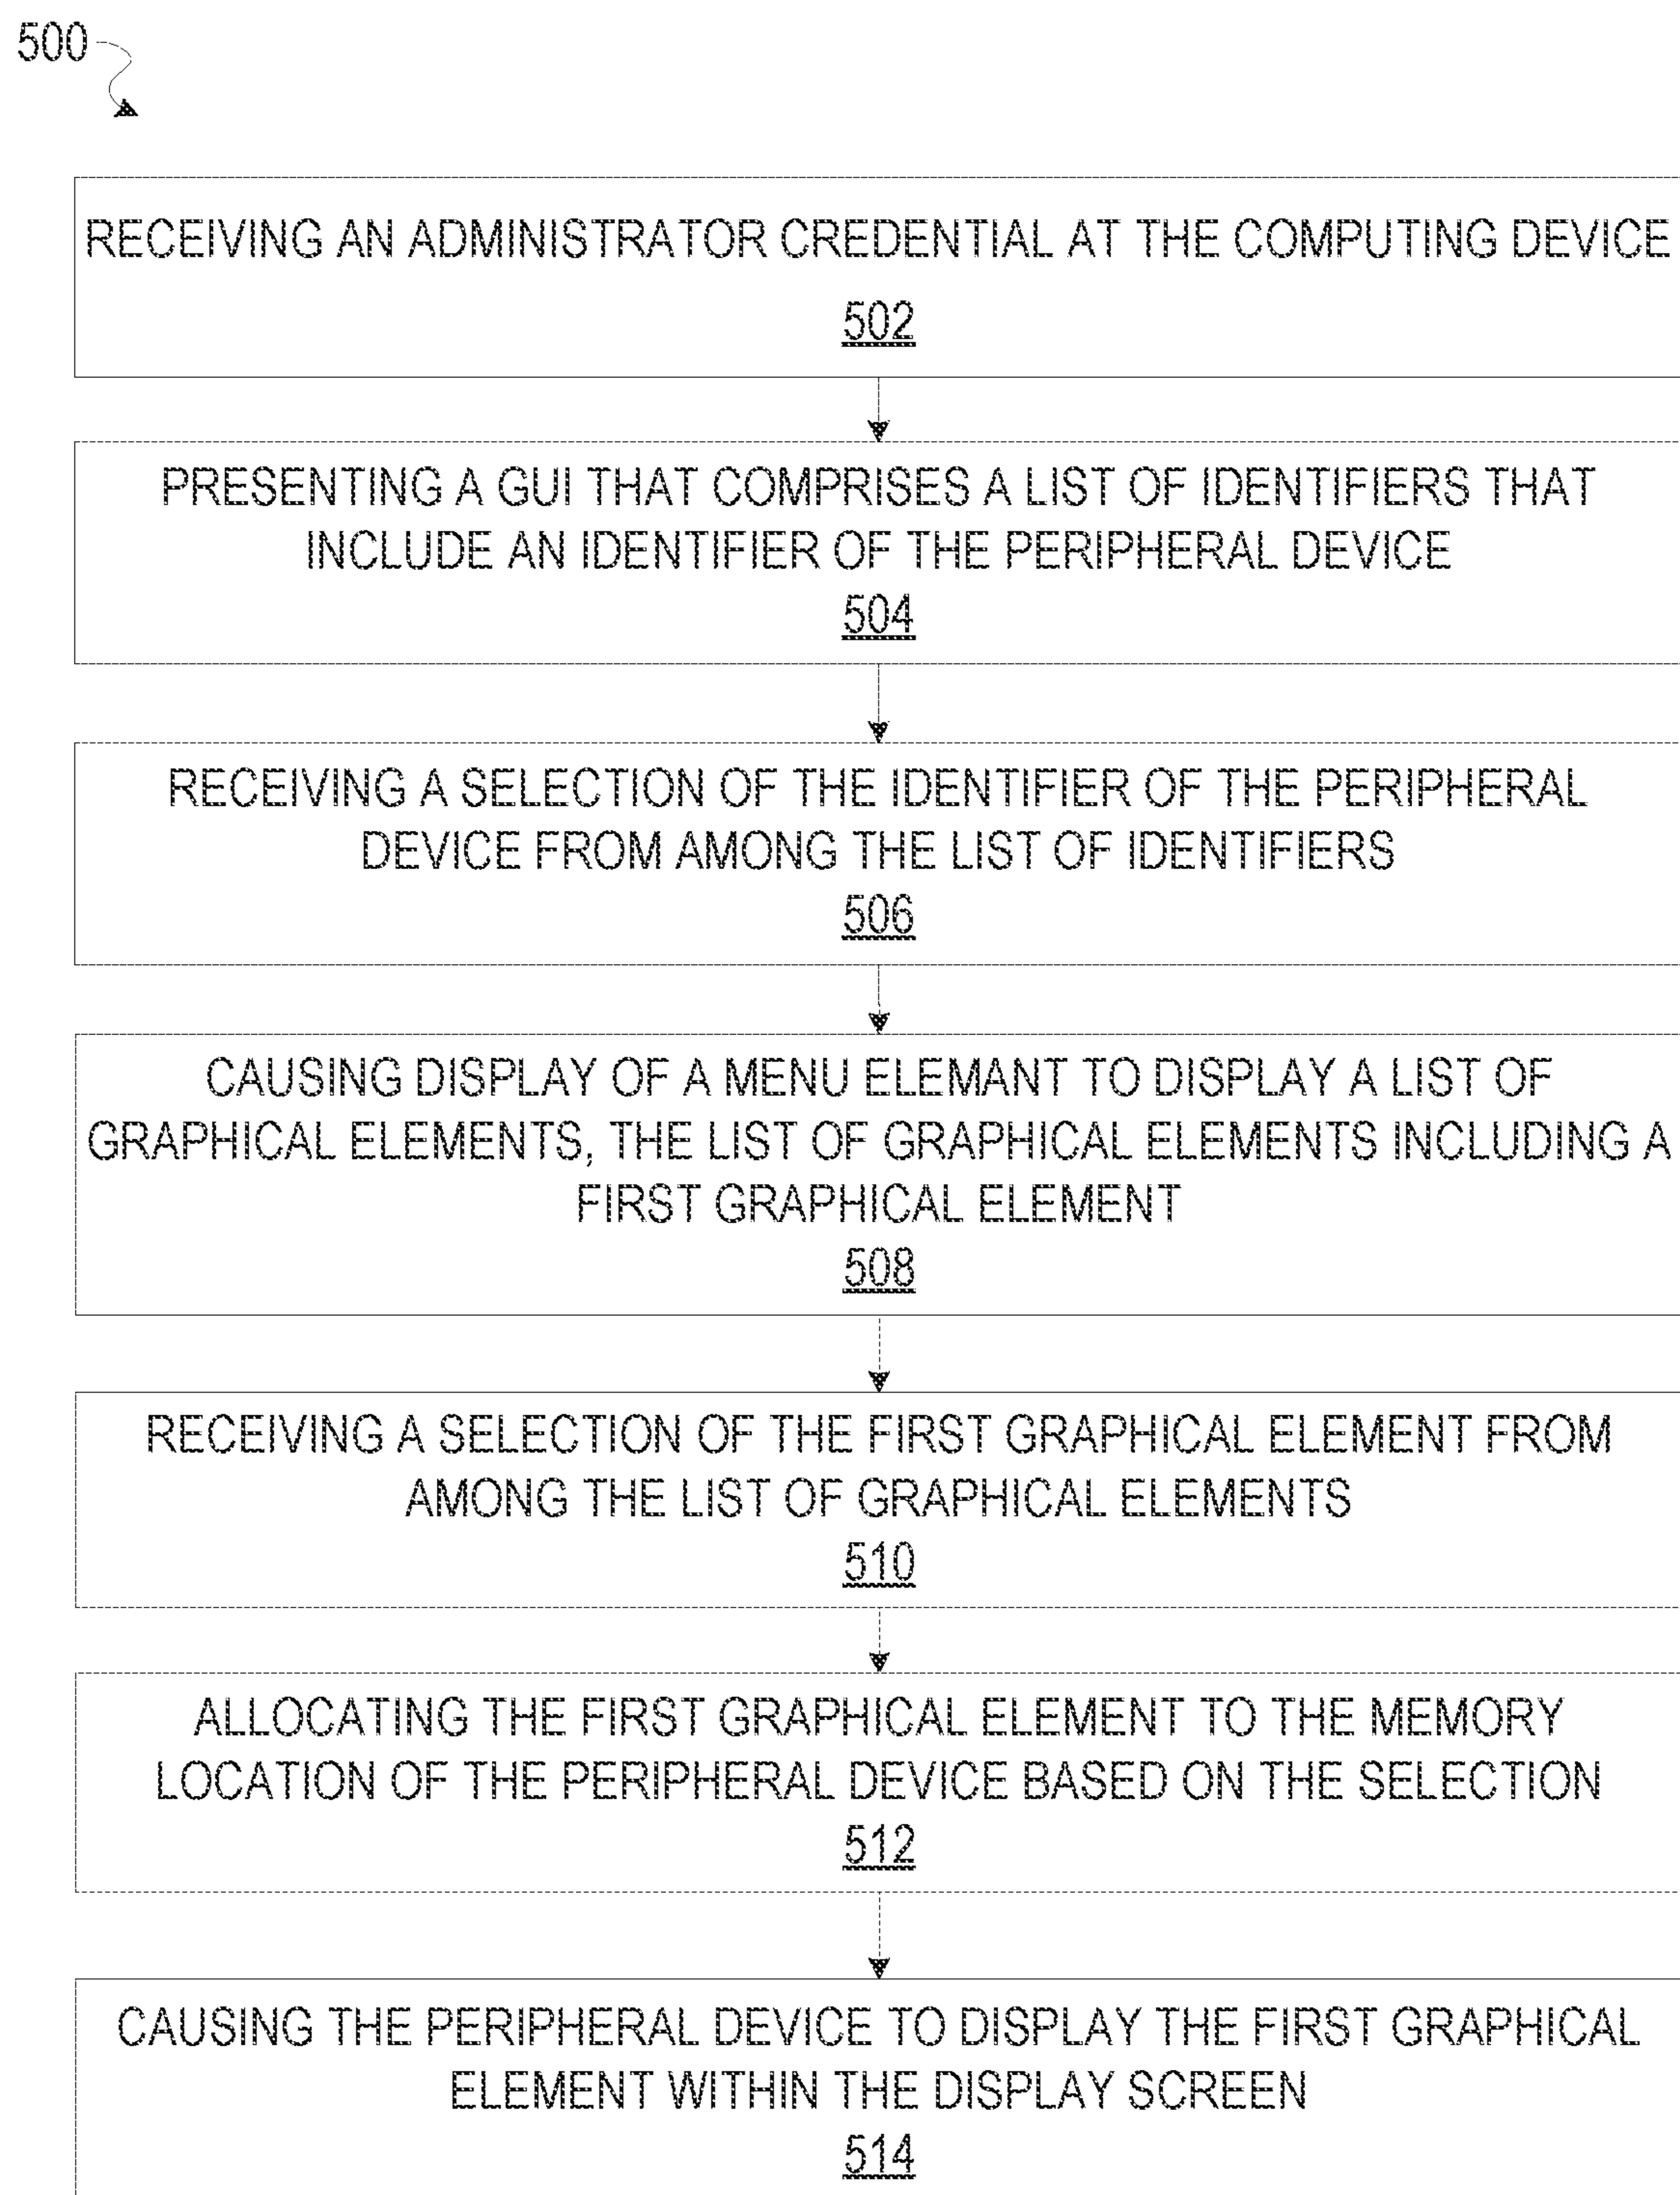 500
RECEIVING AN ADMINISTRATOR CREDENTIAL AT THE COMPUTING DEVICE
502
PRESENTING A GUI THAT COMPRISES A LIST OF IDENTIFIERS THAT
INCLUDE AN IDENTIFIER OF THE PERIPHERAL DEVICE
504
RECEIVING A SELECTION OF THE IDENTIFIER OF THE PERIPHERAL
DEVICE FROM AMONG THE LIST OF IDENTIFIERS
506
CAUSING DISPLAY OF A MENU ELEMANT TO DISPLAY A LIST OF
GRAPHICAL ELEMENTS, THE LIST OF GRAPHICAL ELEMENTS INCLUDING A
FIRST GRAPHICAL ELEMENT
508
RECEIVING A SELECTION OF THE FIRST GRAPHICAL ELEMENT FROM
AMONG THE LIST OF GRAPHICAL ELEMENTS
510
ALLOCATING THE FIRST GRAPHICAL ELEMENT TO THE MEMORY
LOCATION OF THE PERIPHERAL DEVICE BASED ON THE SELECTION
512
CAUSING THE PERIPHERAL DEVICE TO DISPLAY THE FIRST GRAPHICAL
ELEMENT WITHIN THE DISPLAY SCREEN
514